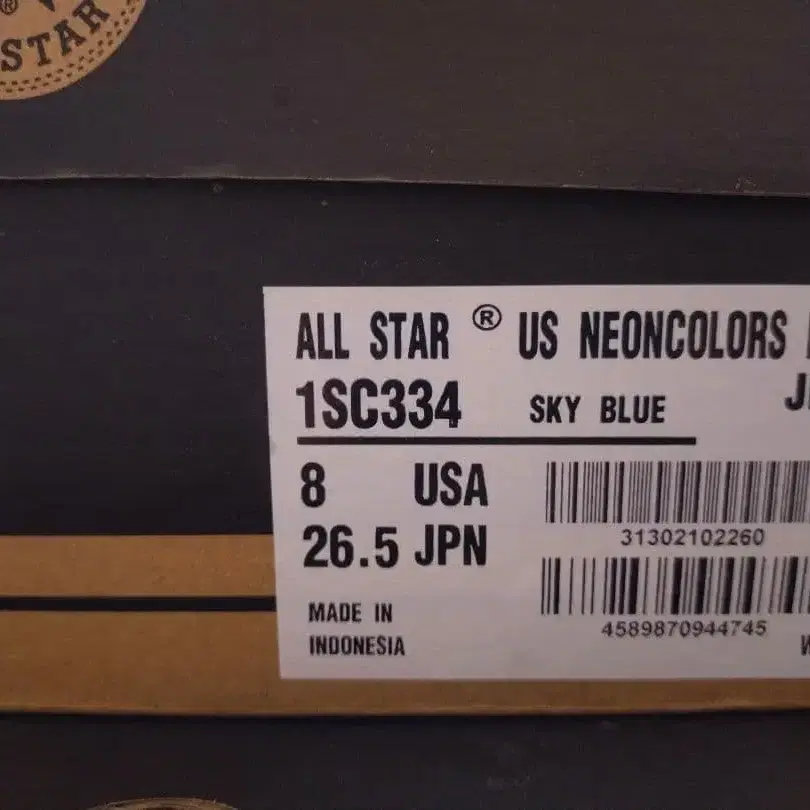 ® V
STAR
ALL STAR ® US NEONCOLORS
1SC334 SKY BLUE
8 USA
26.5 JPN
31302102260
4589870944745
MADE IN
INDONESIA